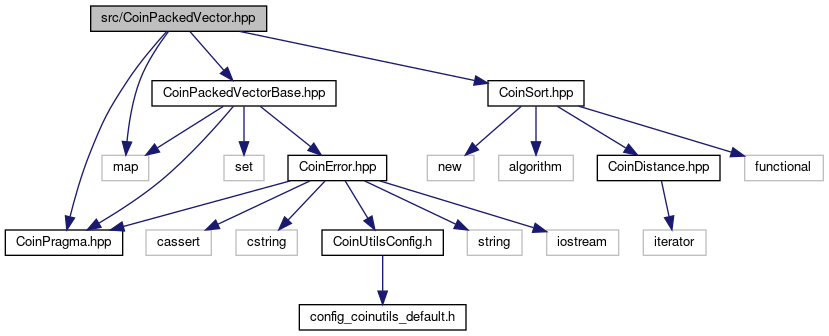 src/CoinPackedVector.hpp
CoinPackedVectorBase.hpp
CoinSort.hpp
map
set
CoinError.hpp
new
algorithm
CoinDistance.hpp
functional
CoinPragma.hpp
cassert
cstring
CoinUtilsConfig.h
string
iostream
iterator
config_coinutils_default.h